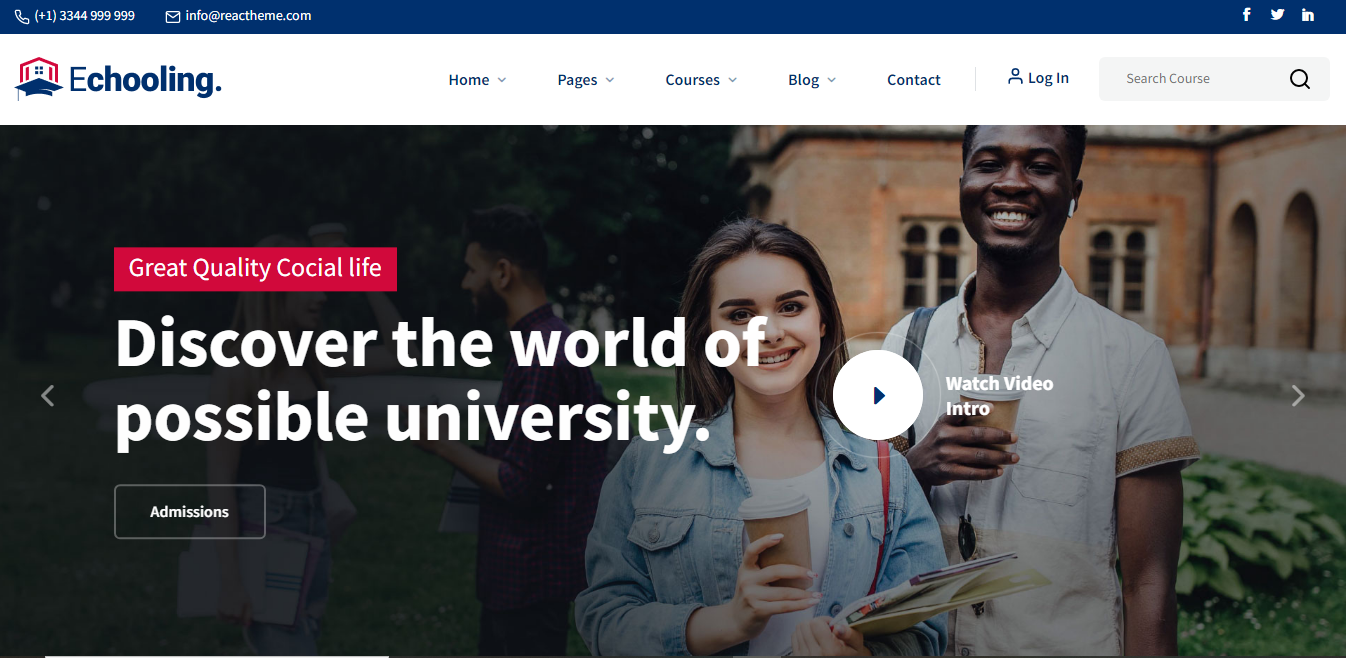 (+1) 3344 999 999 info@reactheme.com
Echooling.
Home Pages Courses Blog Contact Log In Search Course
Great Quality Cocial life
Discover the world of
possible university.
Watch Video
Intro
Admissions